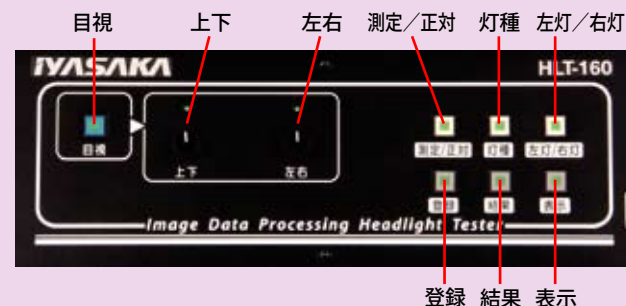 目視 上下 左右 測定／正対 灯種 左灯／右灯
IYASAKA HLT-160
目視 上下 左右 測定/正対 灯種 左灯/右灯
登録 結果 表示
Image Data Processing Headlight Tester
登録 結果 表示